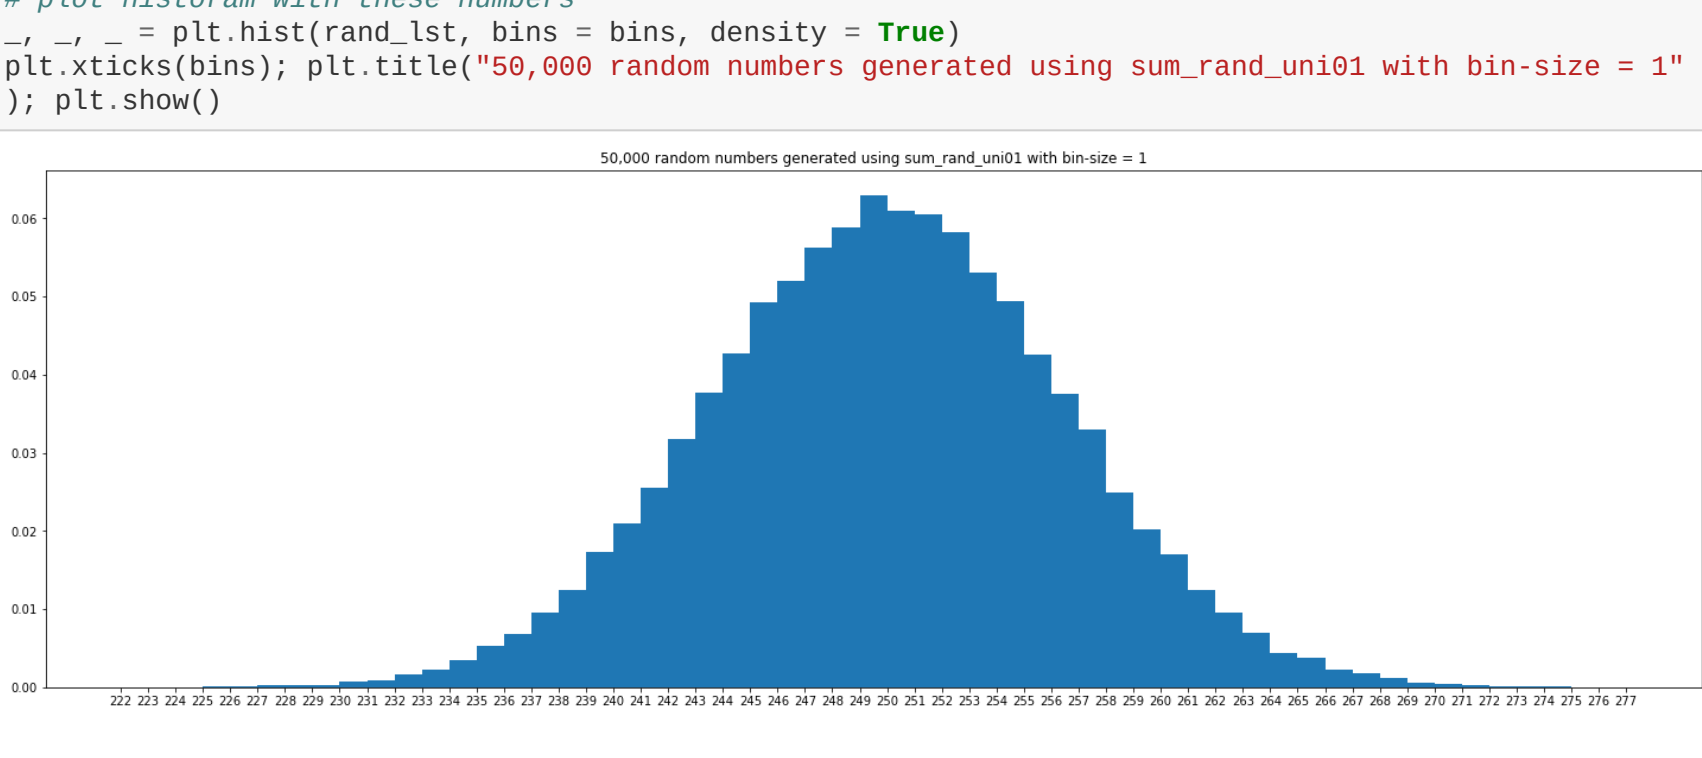 # plot historam with these numbers
_, _, _ = plt.hist(rand_lst, bins = bins, density = True)
plt.xticks(bins); plt.title("50,000 random numbers generated using sum_rand_uni01 with bin-size = 1"
); plt.show()
50,000 random numbers generated using sum_rand_uni01 with bin-size = 1
0.06
0.05
0.04
0.03
0.02
0.01
0.00
222 223 224 225 226 227 228 229 230 231 232 233 234 235 236 237 238 239 240 241 242 243 244 245 246 247 248 249 250 251 252 253 254 255 256 257 258 259 260 261 262 263 264 265 266 267 268 269 270 271 272 273 274 275 276 277